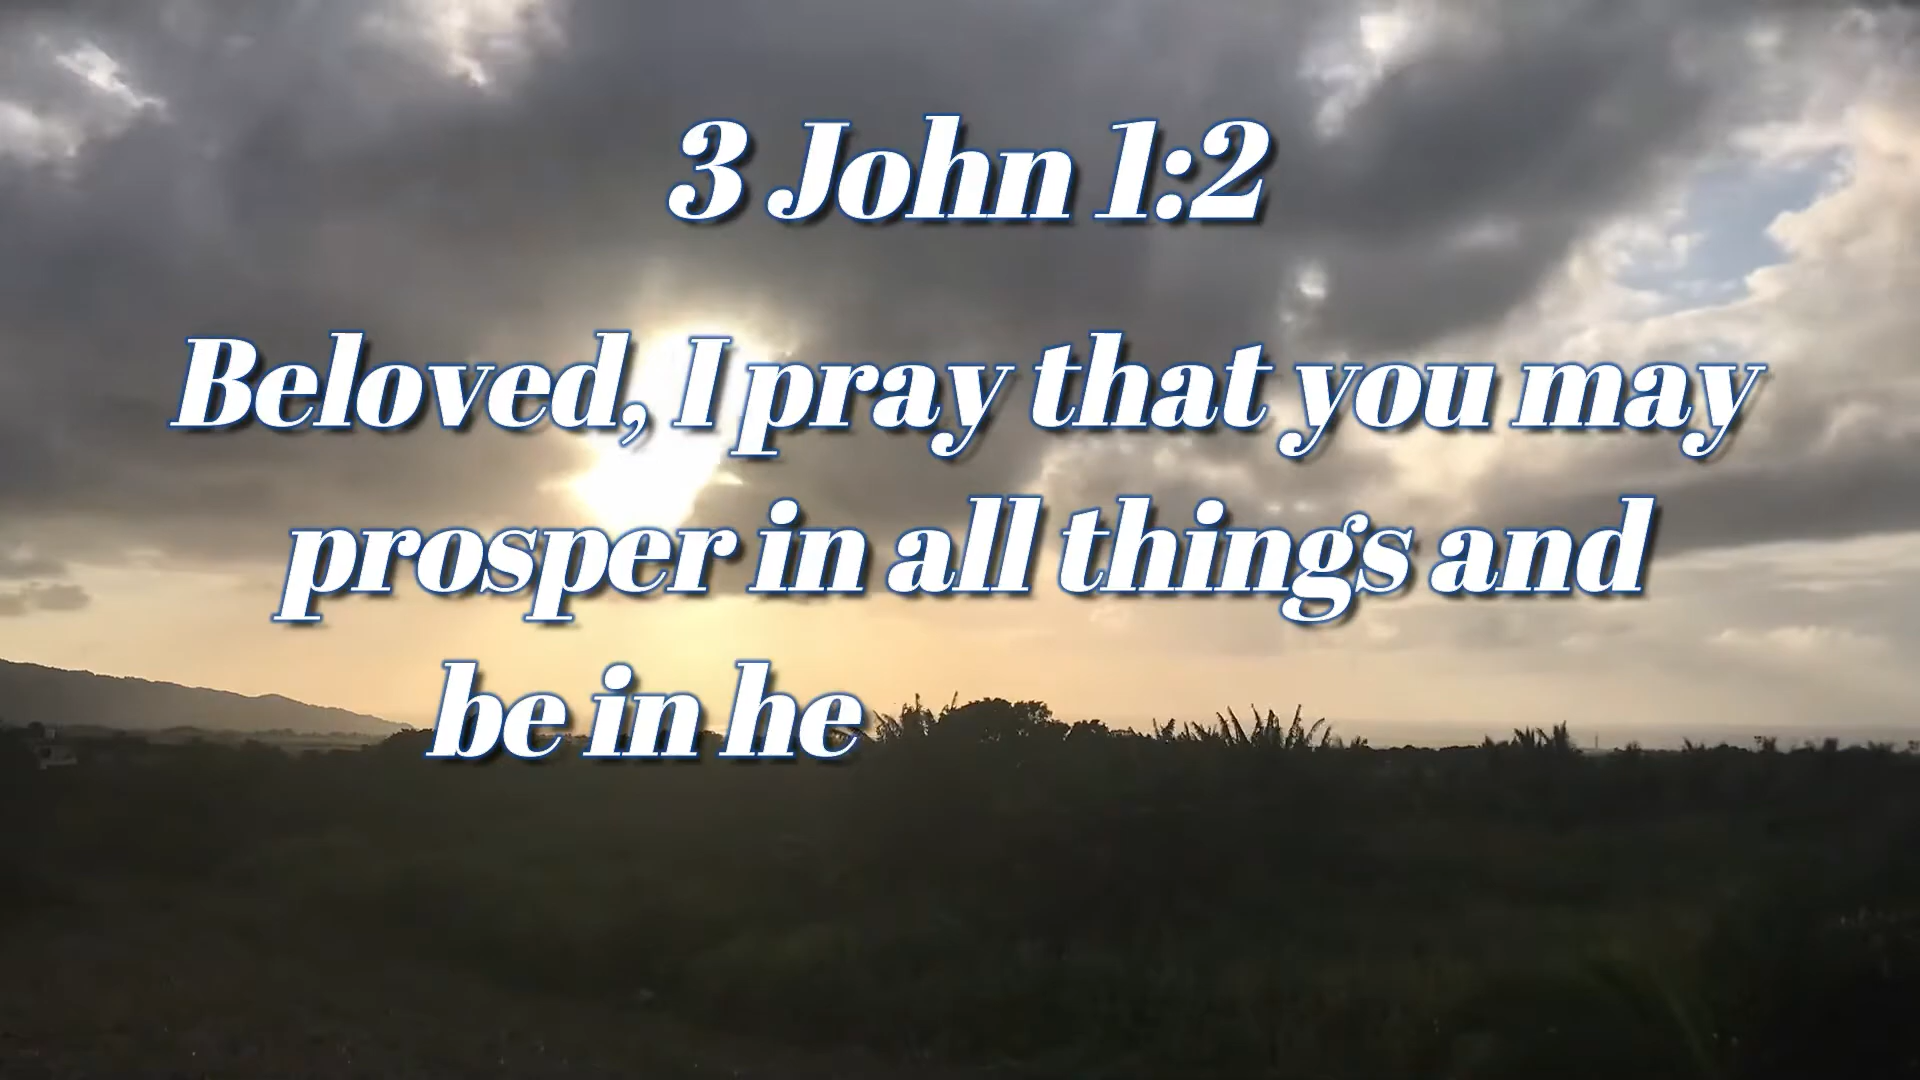 3 John 1:2
Beloved, I pray that you may
prosper in all things and
be in he